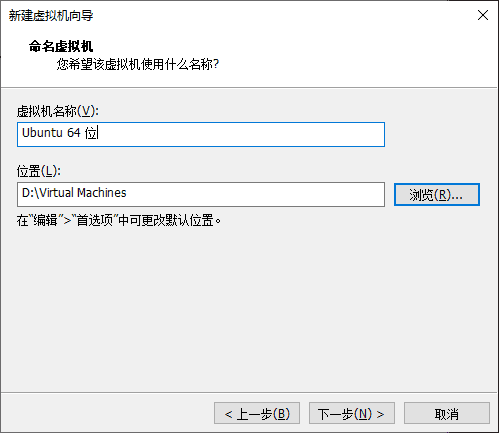 新建虚拟机向导
命名虚拟机
您希望该虚拟机使用什么名称?
虚拟机名称(V):
Ubuntu 64 位
位置(L):
D:\Virtual Machines
浏览(R)...
在“编辑”>“首选项”中可更改默认位置。
< 上一步(B)
下一步(N) >
取消